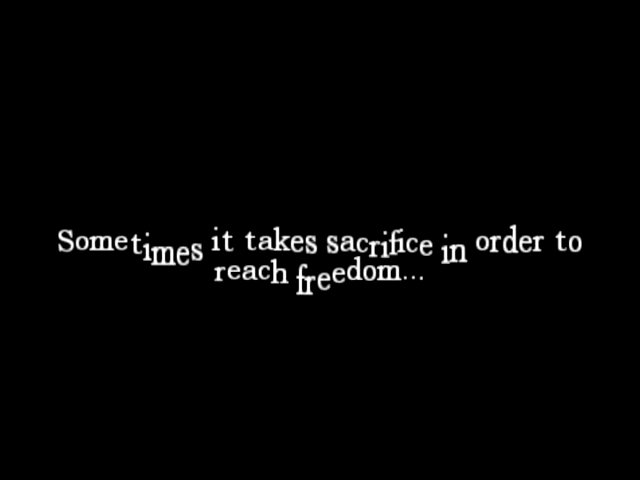 Sometimes it takes sacrifice in order to
reach freedom...